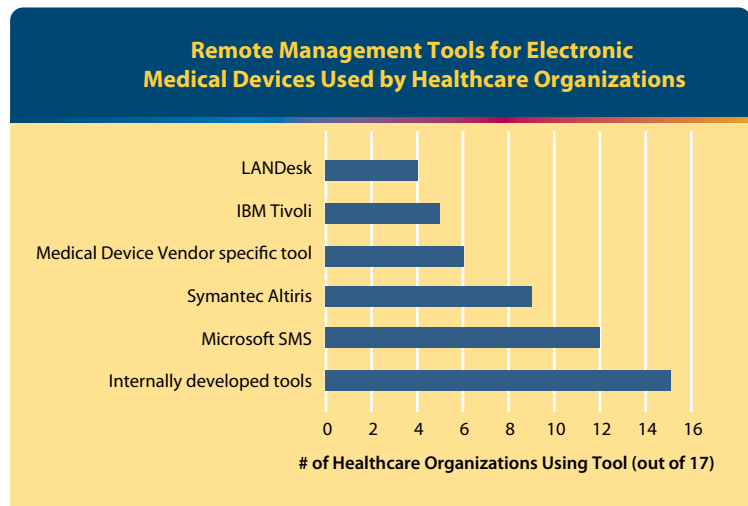 Remote Management Tools for Electronic
Medical Devices Used by Healthcare Organizations
LANDesk
IBM Tivoli
Medical Device Vendor specific tool
Symantec Altiris
Microsoft SMS
Internally developed tools
0 2 4 6 8 10 12 14 16
# of Healthcare Organizations Using Tool (out of 17)